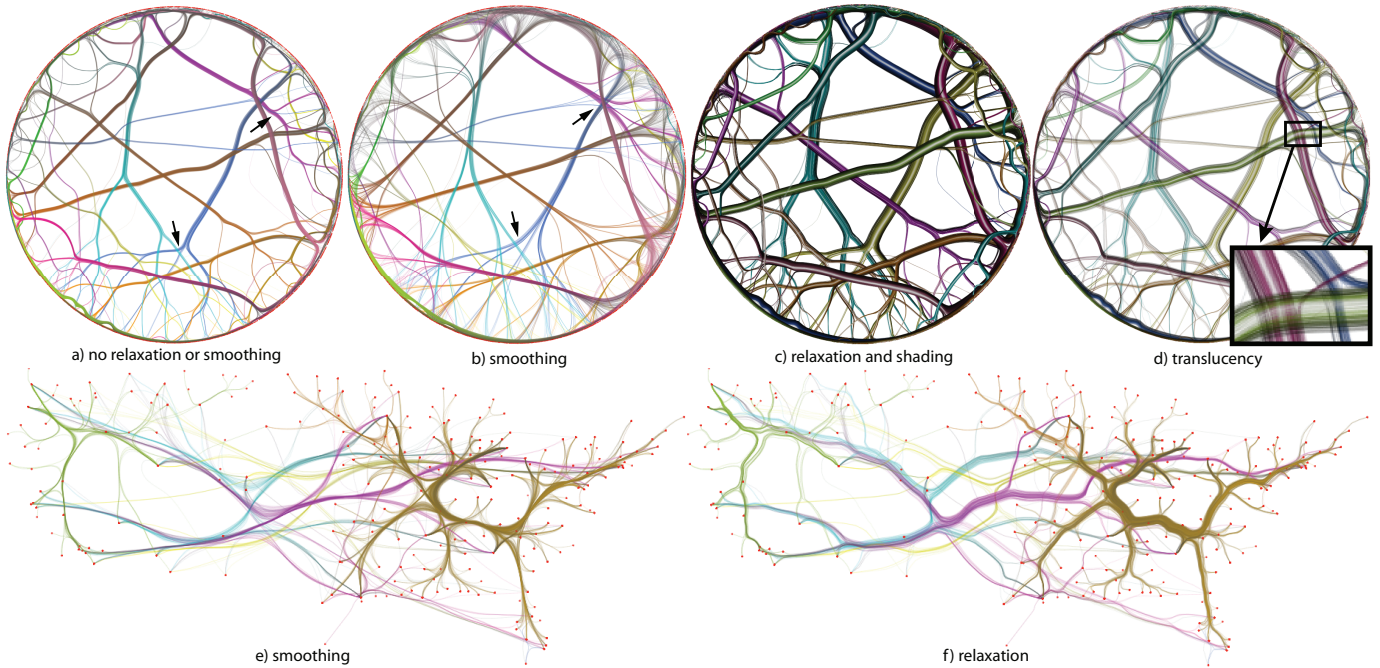 a) no relaxation or smoothing
b) smoothing
c) relaxation and shading
d) translucency
e) smoothing
f) relaxation